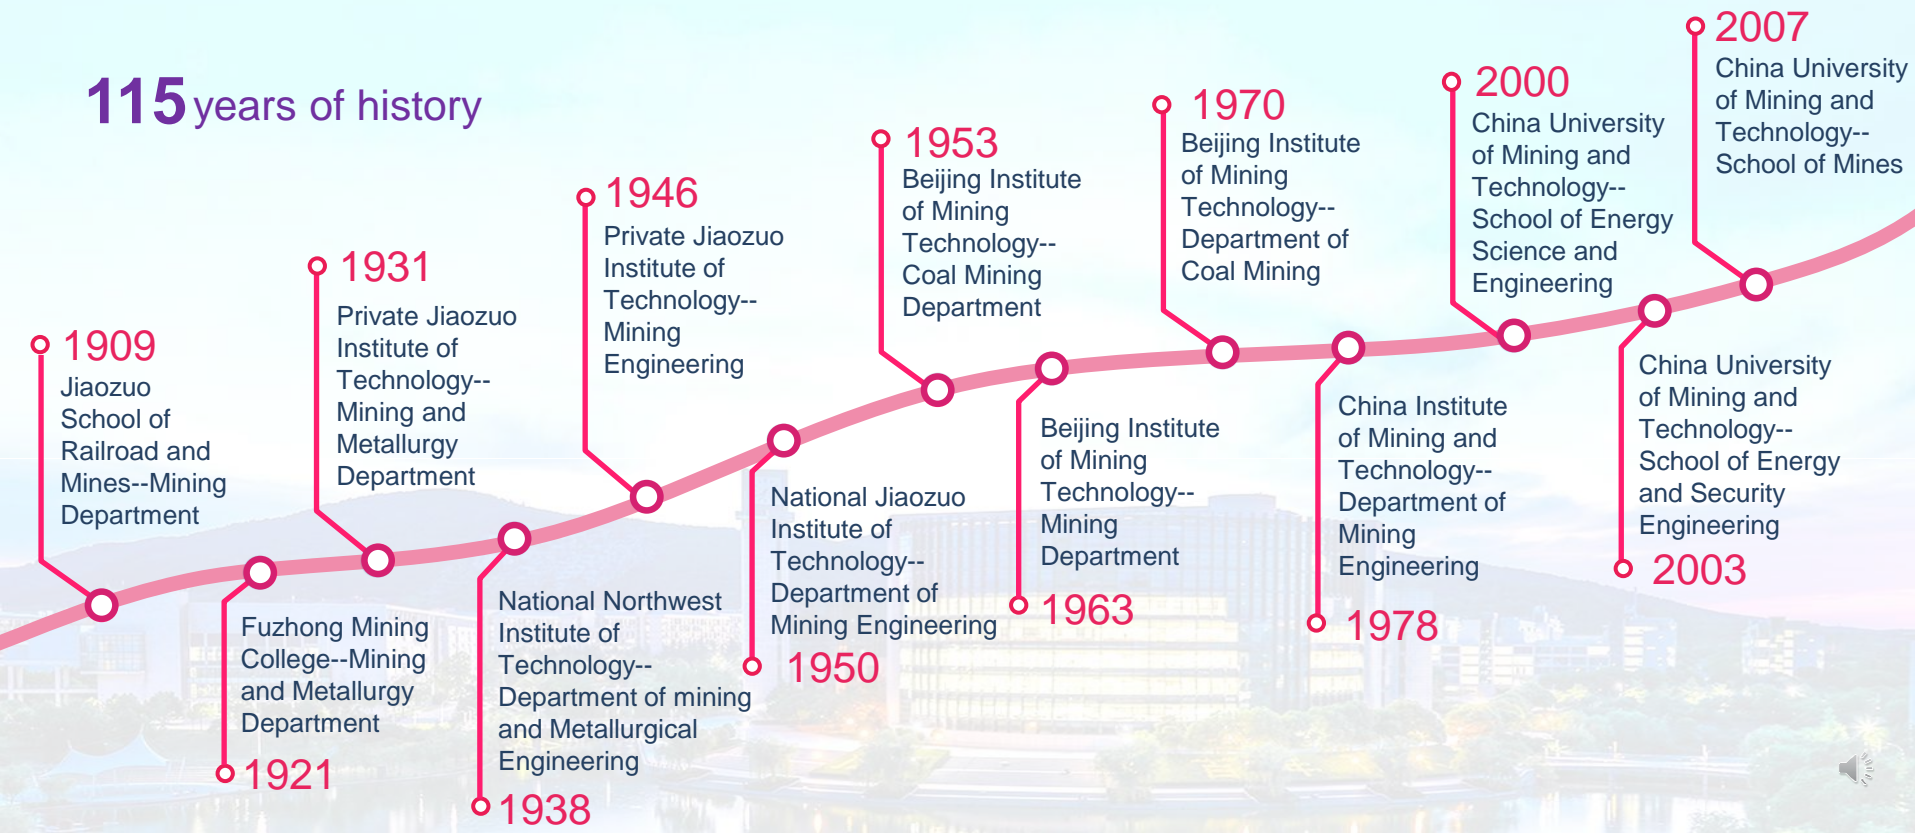 115 years of history
1909
Jiaozuo
School of
Railroad and
Mines--Mining
Department
Fuzhong Mining
College--Mining
and Metallurgy
Department
1921
1931
Private Jiaozuo
Institute of
Technology--
Mining and
Metallurgy
Department
National Northwest
Institute of
Technology--
Department of mining
and Metallurgical
Engineering
1938
1946
Private Jiaozuo
Institute of
Technology--
Mining
Engineering
National Jiaozuo
Institute of
Technology--
Department of
Mining Engineering
1950
1953
Beijing Institute
of Mining
Technology--
Coal Mining
Department
Beijing Institute
of Mining
Technology--
Mining
Department
1963
1970
Beijing Institute
of Mining
Technology--
Department of
Coal Mining
China Institute
of Mining and
Technology--
Department of
Mining
Engineering
1978
2000
China University
of Mining and
Technology--
School of Energy
Science and
Engineering
China University
of Mining and
Technology--
School of Energy
and Security
Engineering
2003
2007
China University
of Mining and
Technology--
School of Mines